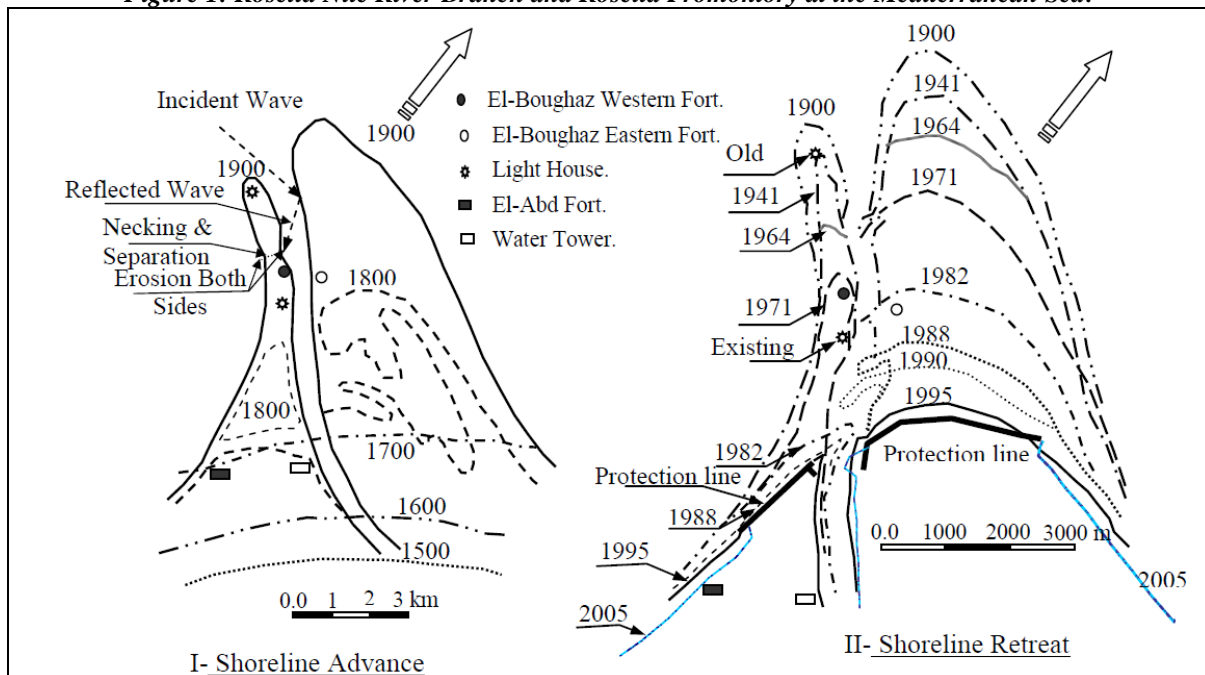 Figure 1: Rosetta Nile River Branch and Rosetta Promontory at the Mediterranean Sea.
Incident Wave
1900
1900
Reflected Wave
Necking &
Separation
Erosion Both
Sides
1800
1800
1700
1600
1500
0.0 1 2 3 km
I- Shoreline Advance
El-Boughaz Western Fort.
El-Boughaz Eastern Fort.
Light House.
El-Abd Fort.
Water Tower.
1900
1900
1941
1964
Old
1971
1941
1964
1982
1971
Existing
1988
1990
1995
1982
Protection line
Protection line
1988
0.0 1000 2000 3000 m
1995
2005
2005
II- Shoreline Retreat